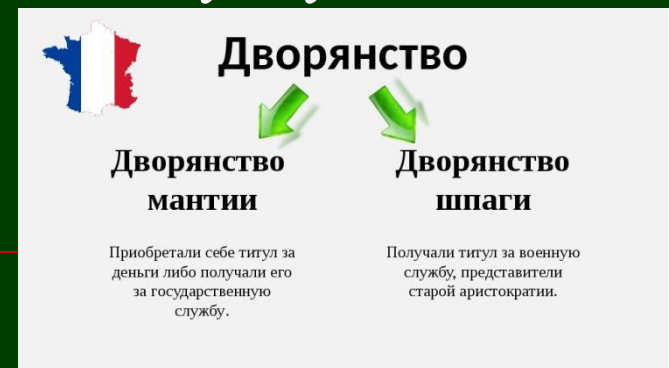 Дворянство
Дворянство
мантии
Приобретали себе титул за
деньги либо получали его
за государственную
службу.
Дворянство
шпаги
Получали титул за военную
службу, представители
старой аристократии.